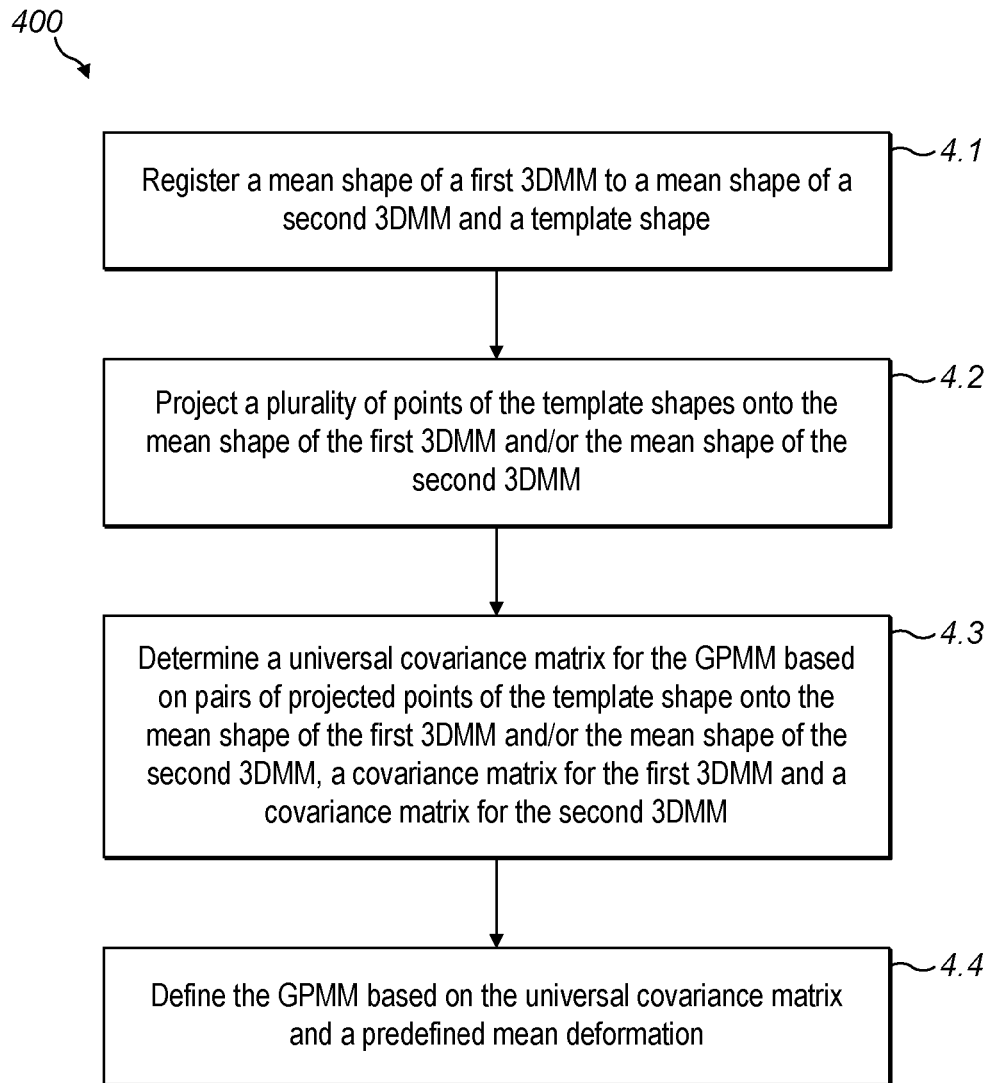 400
4.1
Register a mean shape of a first 3DMM to a mean shape of a
second 3DMM and a template shape
4.2
Project a plurality of points of the template shapes onto the
mean shape of the first 3DMM and/or the mean shape of the
second 3DMM
4.3
Determine a universal covariance matrix for the GPMM based
on pairs of projected points of the template shape onto the
mean shape of the first 3DMM and/or the mean shape of the
second 3DMM, a covariance matrix for the first 3DMM and a
covariance matrix for the second 3DMM
4.4
Define the GPMM based on the universal covariance matrix
and a predefined mean deformation